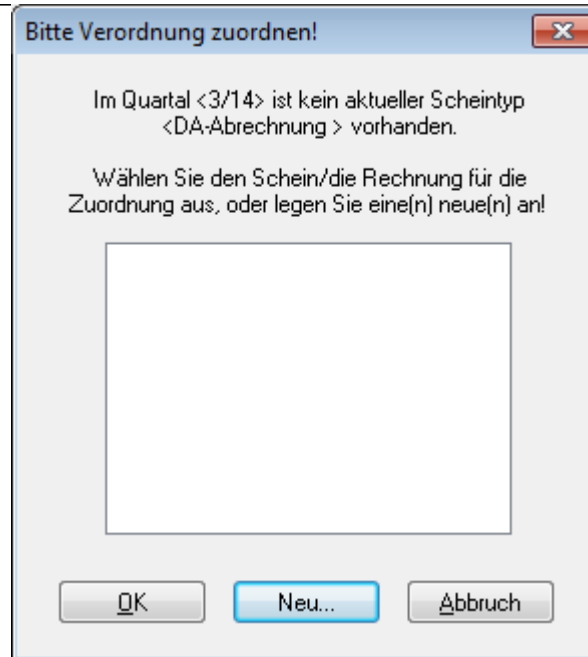 Bitte Verordnung zuordnen!
Im Quartal <3/14> ist kein aktueller Scheintyp
<DA-Abrechnung > vorhanden.
Wählen Sie den Schein/die Rechnung für die
Zuordnung aus, oder legen Sie eine(n) neue(n) an!
OK
Neu...
Abbruch